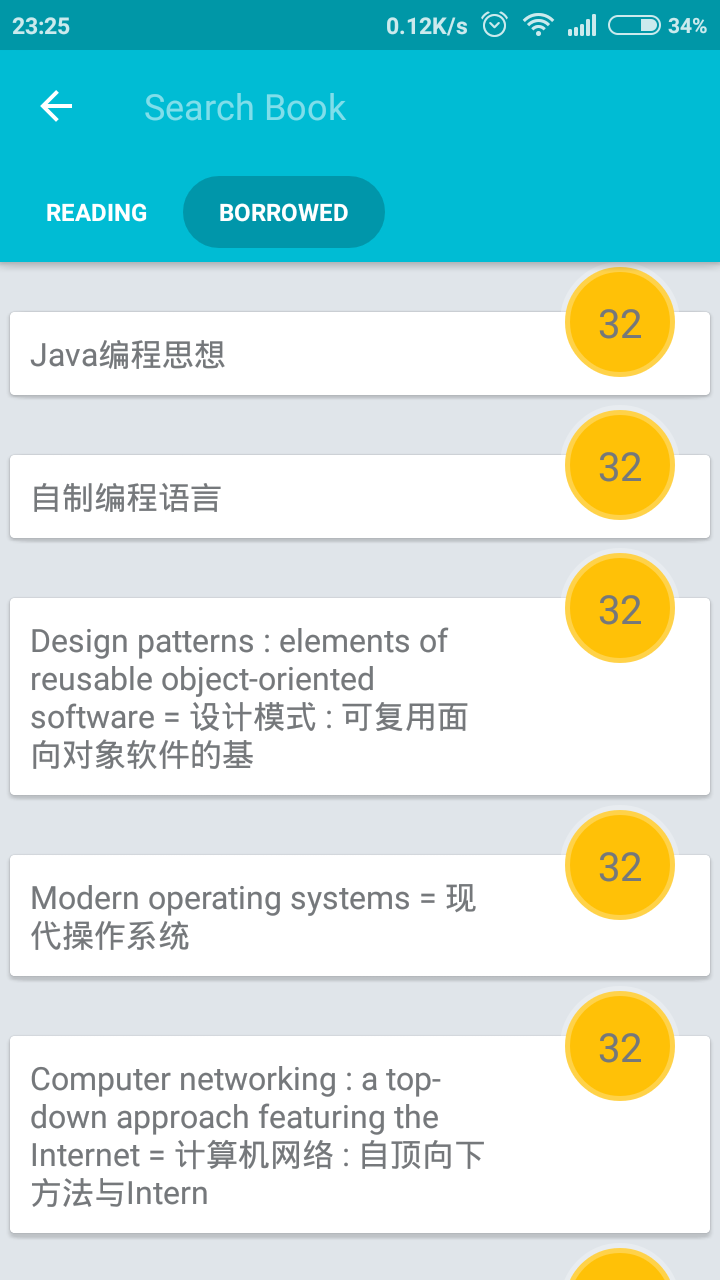 23:25 0.12K/s 34%
Search Book
READING BORROWED
32
Java编程思想
32
自制编程语言
32
Design patterns : elements of
reusable object-oriented
software = 设计模式 : 可复用面
向对象软件的基
32
Modern operating systems = 现
代操作系统
32
Computer networking : a top-
down approach featuring the
Internet = 计算机网络 : 自顶向下
方法与Intern